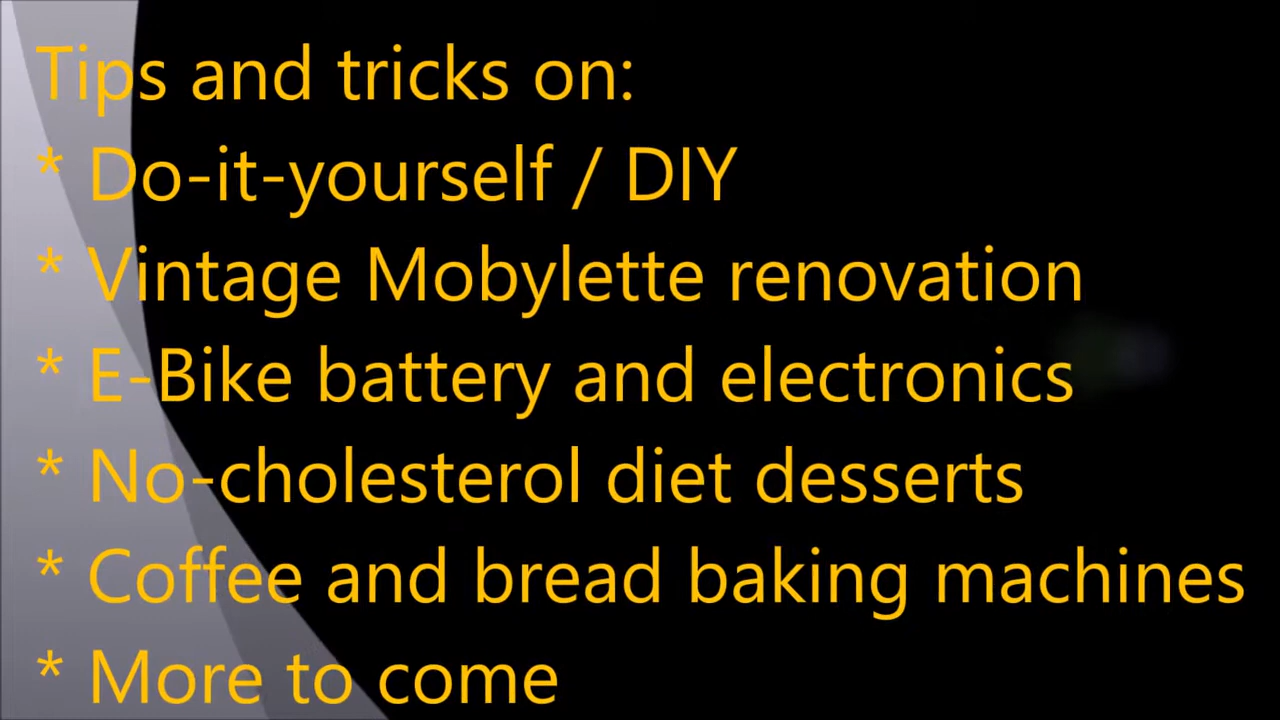 Tips and tricks on:
* Do-it-yourself / DIY
* Vintage Mobylette renovation
* E-Bike battery and electronics
* No-cholesterol diet desserts
* Coffee and bread baking machines
* More to come